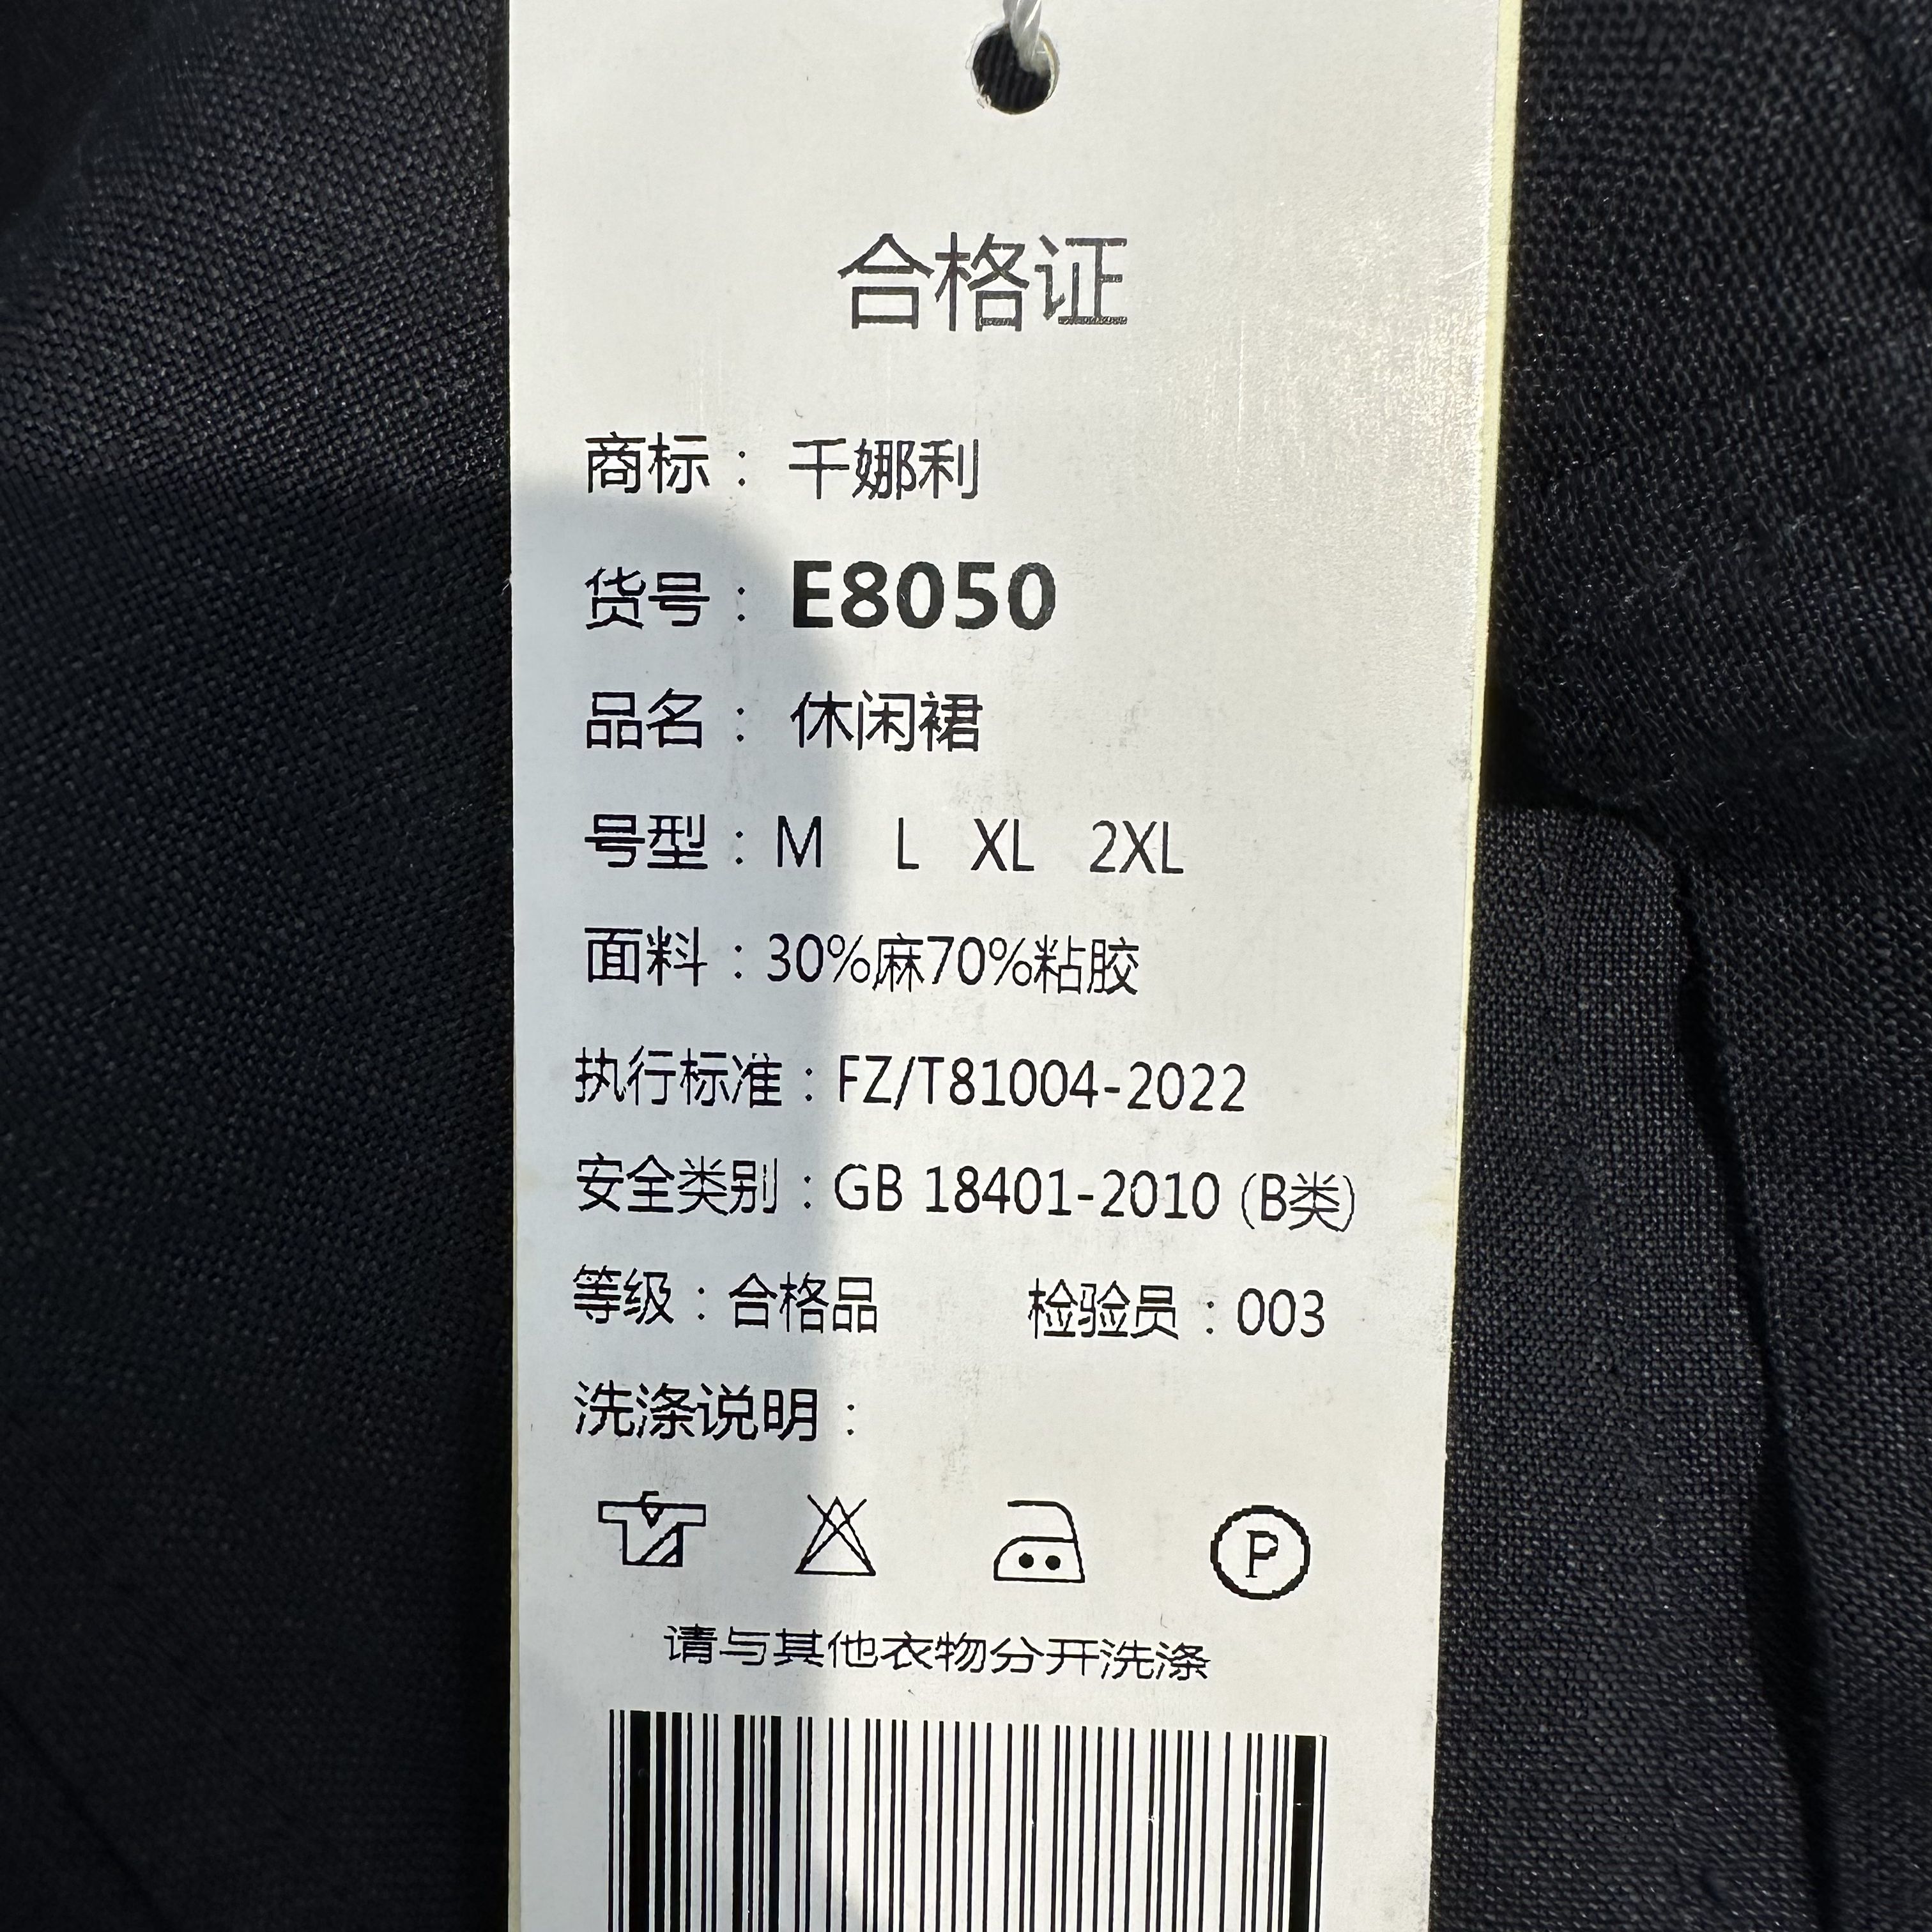 合格证
商标：千娜利
货号：E8050
品名：休闲裙
号型：M L XL 2XL
面料：30%麻70%粘胶
执行标准：FZ/T81004-2022
安全类别：GB 18401-2010 (B类)
等级：合格品 检验员：003
洗涤说明：
P
请与其他衣物分开洗涤